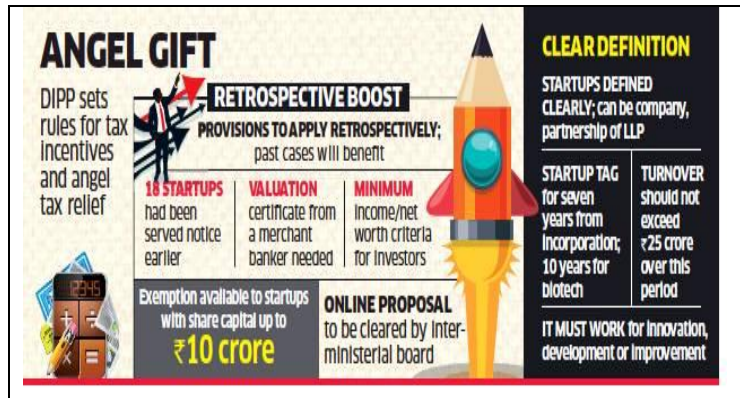 ANGEL GIFT
DIPP sets
rules for tax
incentives
and angel
tax relief
RETROSPECTIVE BOOST
PROVISIONS TO APPLY RETROSPECTIVELY;
past cases will benefit
18 STARTUPS
had been
served notice
earlier
VALUATION
certificate from
a merchant
banker needed
MINIMUM
income/net
worth criteria
for investors
12345
Exemption available to startups
with share capital up to
₹10 crore
ONLINE PROPOSAL
to be cleared by inter-
ministerial board
CLEAR DEFINITION
STARTUPS DEFINED
CLEARLY; can be company,
partnership of LLP
STARTUP TAG
for seven
years from
incorporation;
10 years for
biotech
TURNOVER
should not
exceed
₹25 crore
over this
period
IT MUST WORK for innovation,
development or improvement